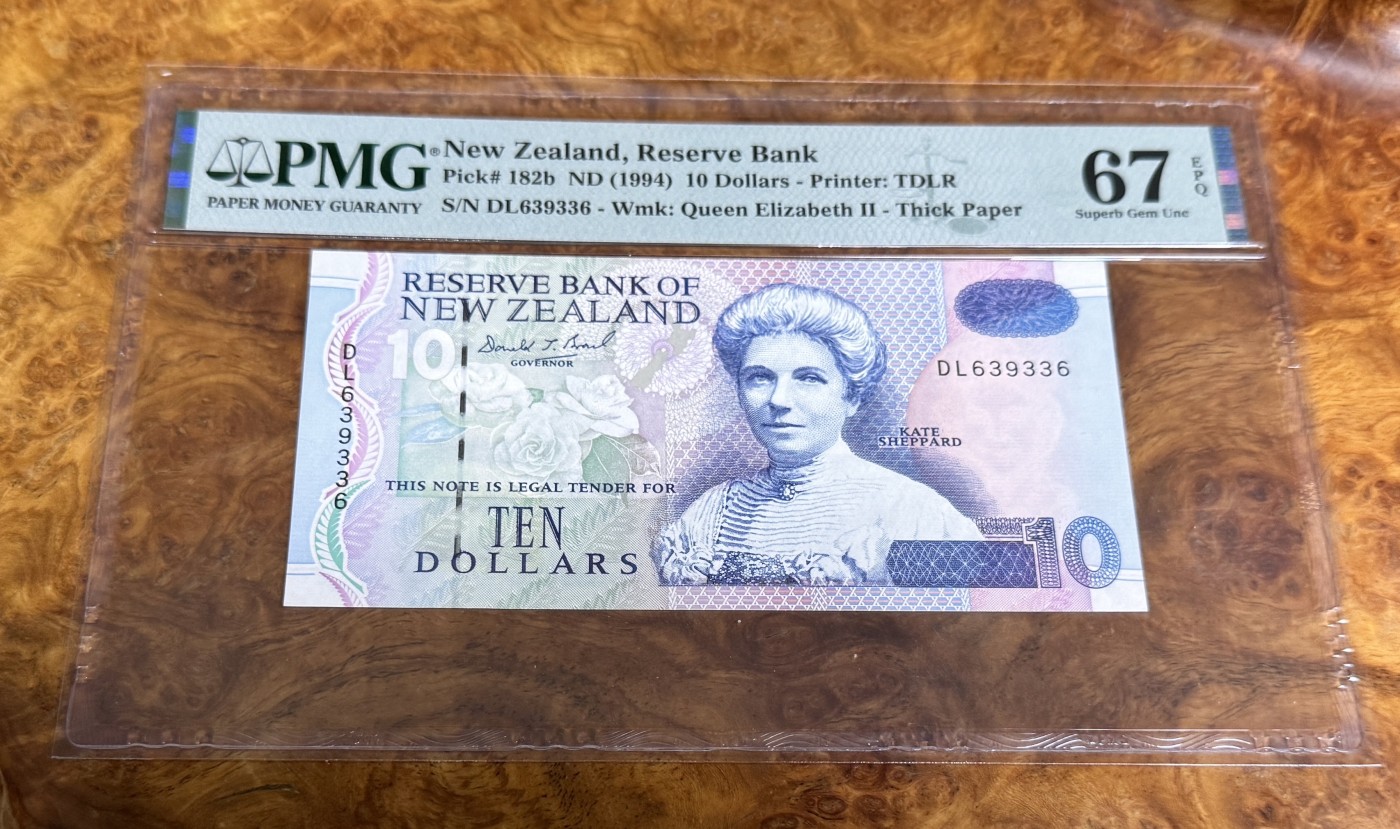 PMG®
PAPER MONEY GUARANTY
New Zealand, Reserve Bank
Pick# 182b ND (1994) 10 Dollars - Printer: TDLR
S/N DL639336 - Wmk: Queen Elizabeth II - Thick Paper
67
EPQ
Superb Gem Unc
RESERVE BANK OF
NEW ZEALAND
10
GOVERNOR
DL639336
DL639336
KATE
SHEPPARD
THIS NOTE IS LEGAL TENDER FOR
TEN
DOLLARS
10